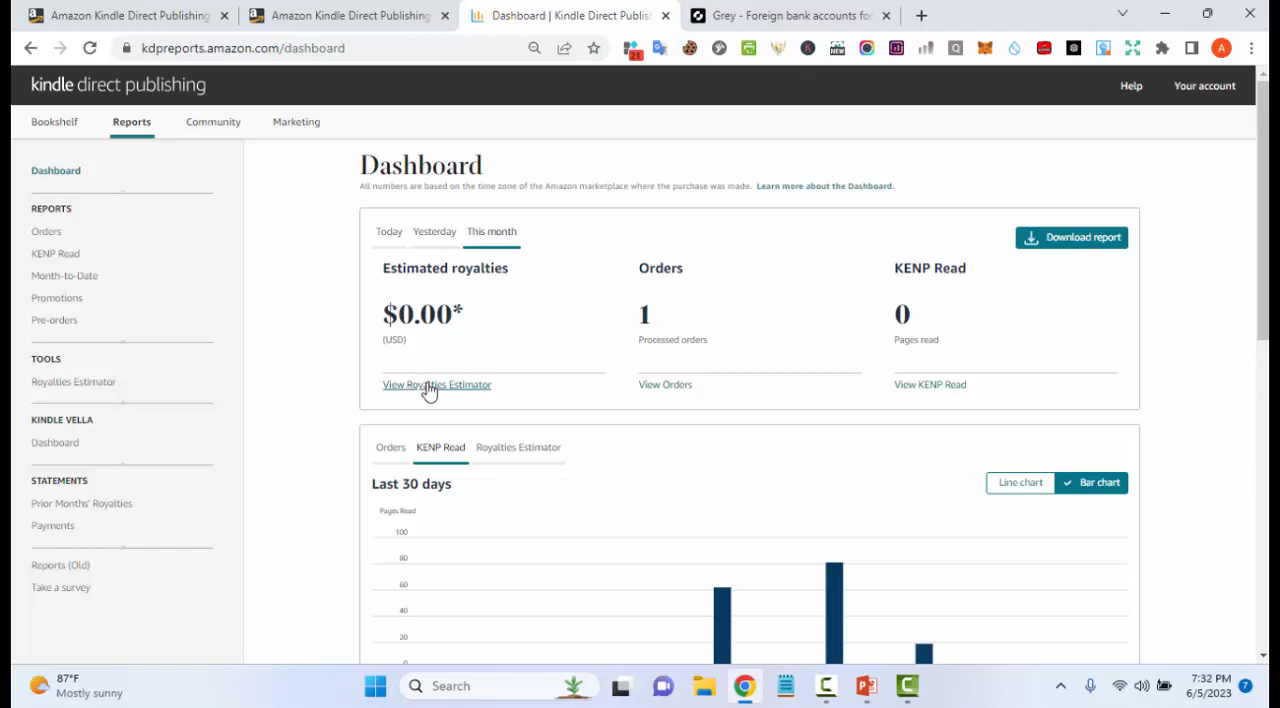 Amazon Kindle Direct Publishing
Amazon Kindle Direct Publishing
Dashboard | Kindle Direct Publis
Grey - Foreign bank accounts fo
kdpreports.amazon.com/dashboard
21
NEW
A
kindle direct publishing
Help
Your account
Bookshelf
Reports
Community
Marketing
Dashboard
REPORTS
Orders
KENP Read
Month-to-Date
Promotions
Pre-orders
TOOLS
Royalties Estimator
KINDLE VELLA
Dashboard
STATEMENTS
Prior Months' Royalties
Payments
Reports (Old)
Take a survey
Dashboard
All numbers are based on the time zone of the Amazon marketplace where the purchase was made. Learn more about the Dashboard.
Today Yesterday This month
Download report
Estimated royalties
$0.00*
(USD)
View Royalties Estimator
Orders
1
Processed orders
View Orders
KENP Read
0
Pages read
View KENP Read
Orders KENP Read Royalties Estimator
Last 30 days
Line chart
Bar chart
Pages Read
100
80
60
40
20
0
87°F
Mostly sunny
Search
7:32 PM
6/5/2023
7